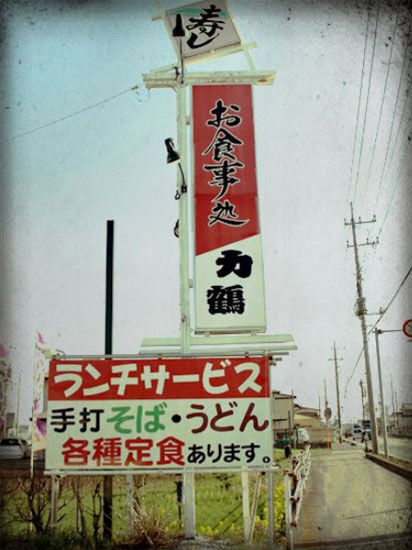 寿し
お食事処
力鶴
ランチサービス
手打そば・うどん
各種定食あります。